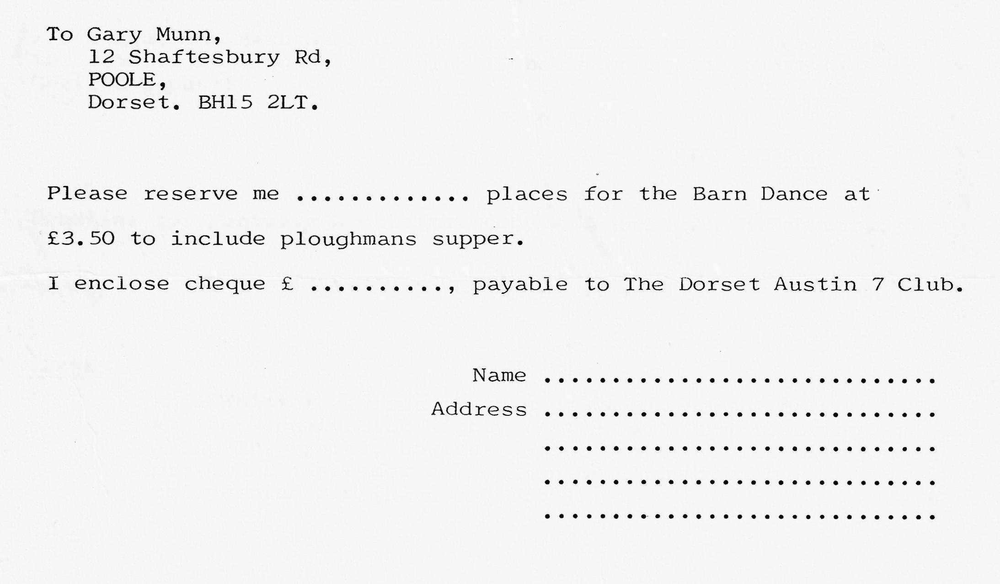 To Gary Munn,
12 Shaftesbury Rd,
POOLE,
Dorset. BH15 2LT.
Please reserve me ............. places for the Barn Dance at
£3.50 to include ploughmans supper.
I enclose cheque £ .........., payable to The Dorset Austin 7 Club.
Name .............................
Address .............................
.............................
.............................
.............................